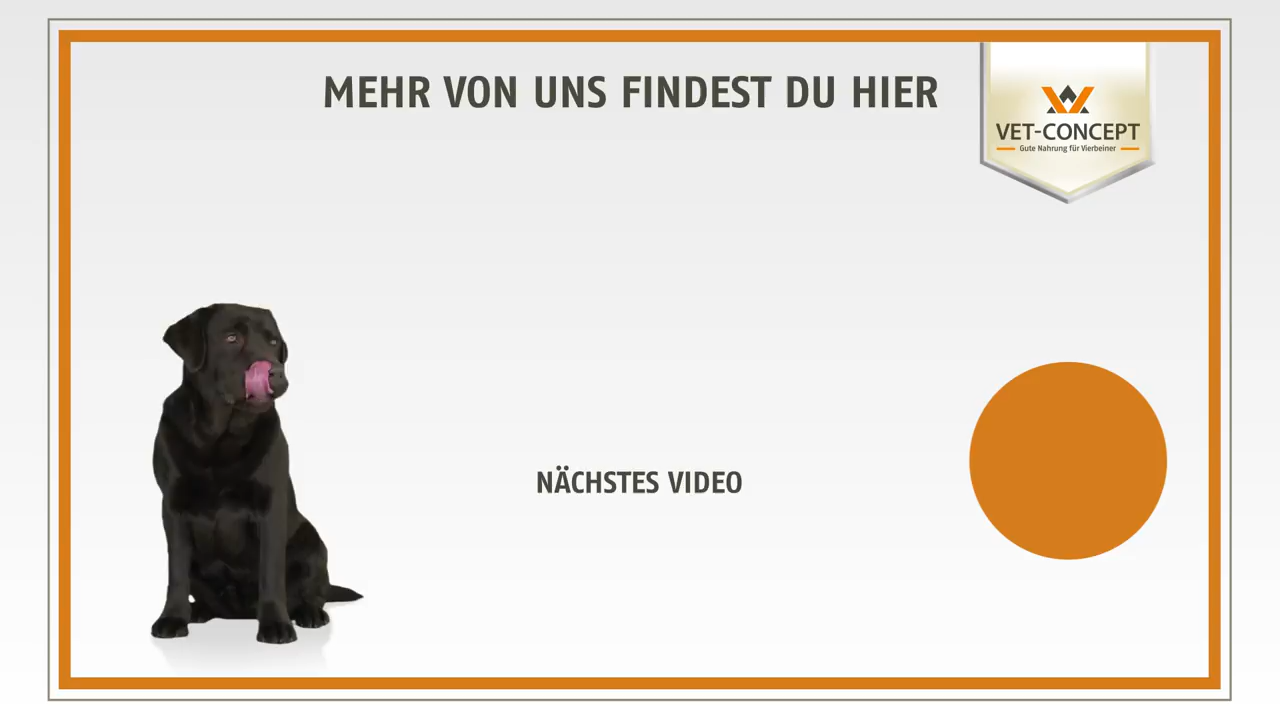 MEHR VON UNS FINDEST DU HIER
VET-CONCEPT
Gute Nahrung für Vierbeiner
NÄCHSTES VIDEO